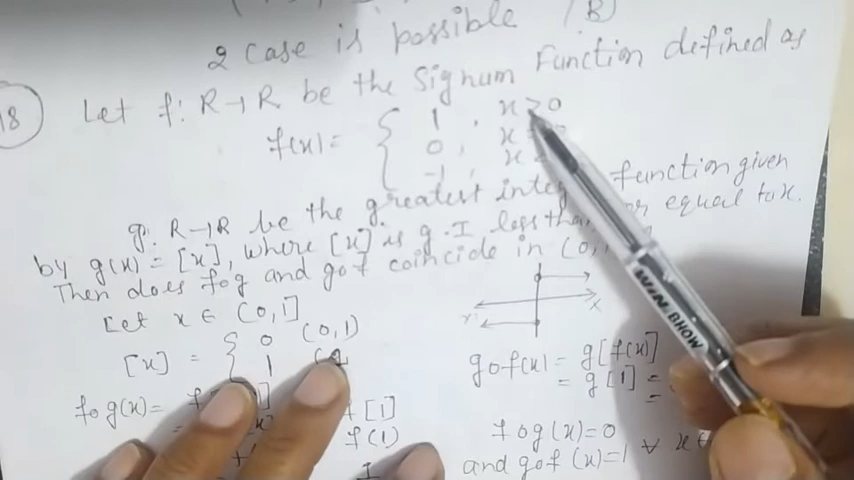 2 case is possible (B)
18 Let f: R→R be the Signum Function defined as
f(x) = { 1, x > 0
0, x
-1, x
g: R→R be the greatest integ function given
by g(x) = [x], where [x] is g.I less than or equal to x.
Then does fog and gof coincide in (0,
Let x ∈ (0,1]
[x] = { 0 (0,1)
1
x' x
gof(x) = g[f(x)]
= g[1] =
=
fog(x) =
f[1]
f(1)
fog(x)=0
and gof (x)=1 ∀ x∈
WIN BHOW